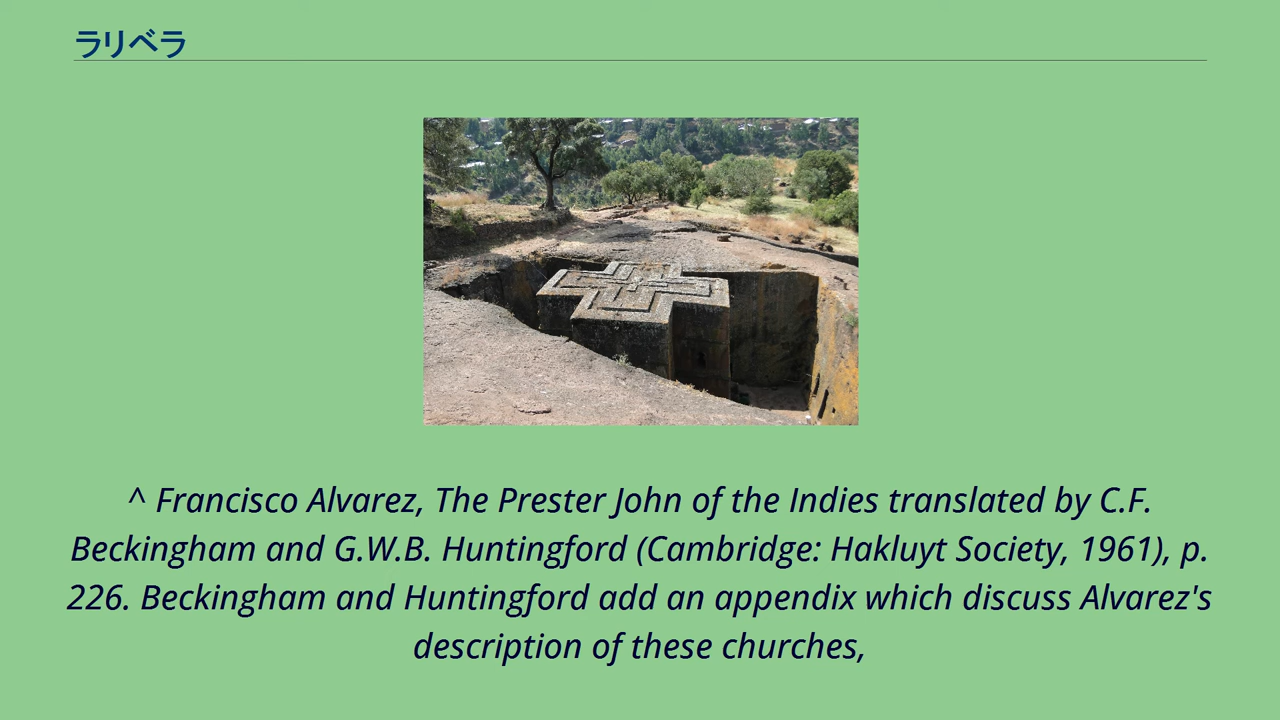 ラリベラ
^ Francisco Alvarez, The Prester John of the Indies translated by C.F.
Beckingham and G.W.B. Huntingford (Cambridge: Hakluyt Society, 1961), p.
226. Beckingham and Huntingford add an appendix which discuss Alvarez's
description of these churches,